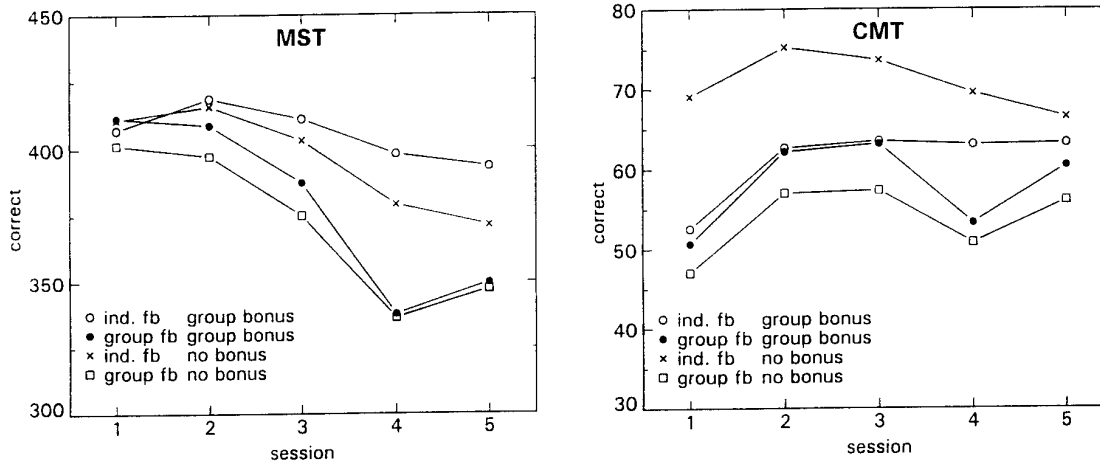 MST
450
400
350
300
correct
ind. fb group bonus
group fb group bonus
ind. fb no bonus
group fb no bonus
1 2 3 4 5
session
CMT
80
70
60
50
40
30
correct
ind. fb group bonus
group fb group bonus
ind. fb no bonus
group fb no bonus
1 2 3 4 5
session